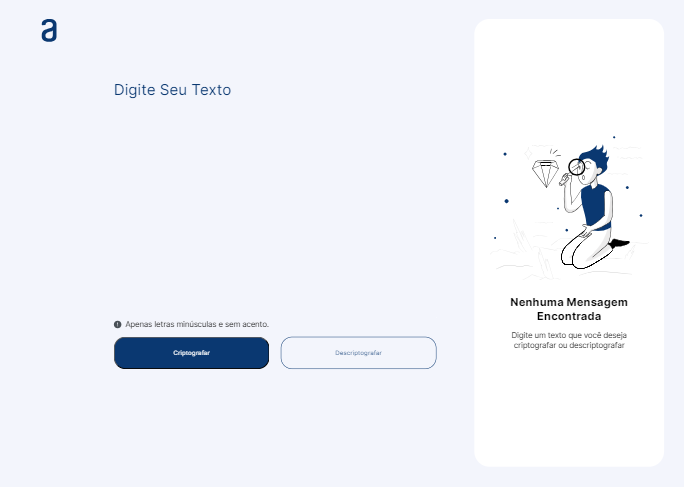 a
Digite Seu Texto
Apenas letras minúsculas e sem acento.
Criptografar
Descriptografar
Nenhuma Mensagem
Encontrada
Digite um texto que você deseja
criptografar ou descriptografar